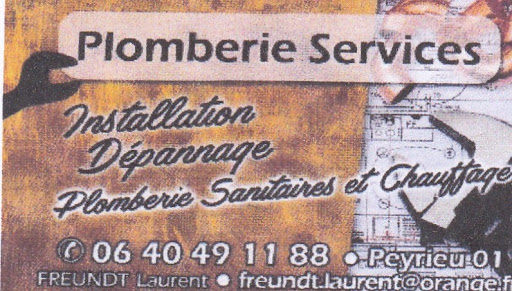 Plomberie Services
Installation
Dépannage
Plomberie Sanitaires et Chauffage
✆ 06 40 49 11 88 • Peyrieu 01
FREUNDT Laurent • freundt.laurent@orange.f